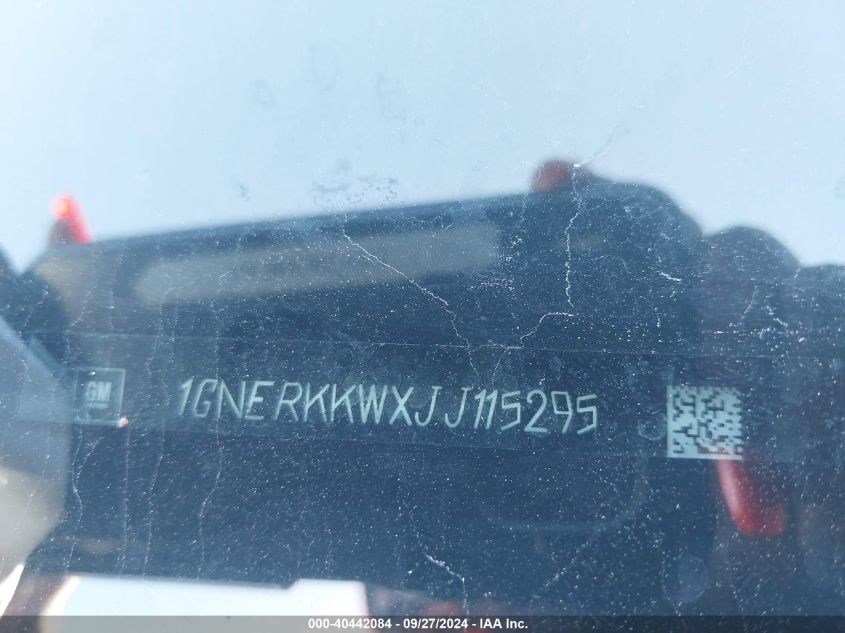 GM
1GNERKKWXJJ115295
000-40442084 - 09/27/2024 - IAA Inc.